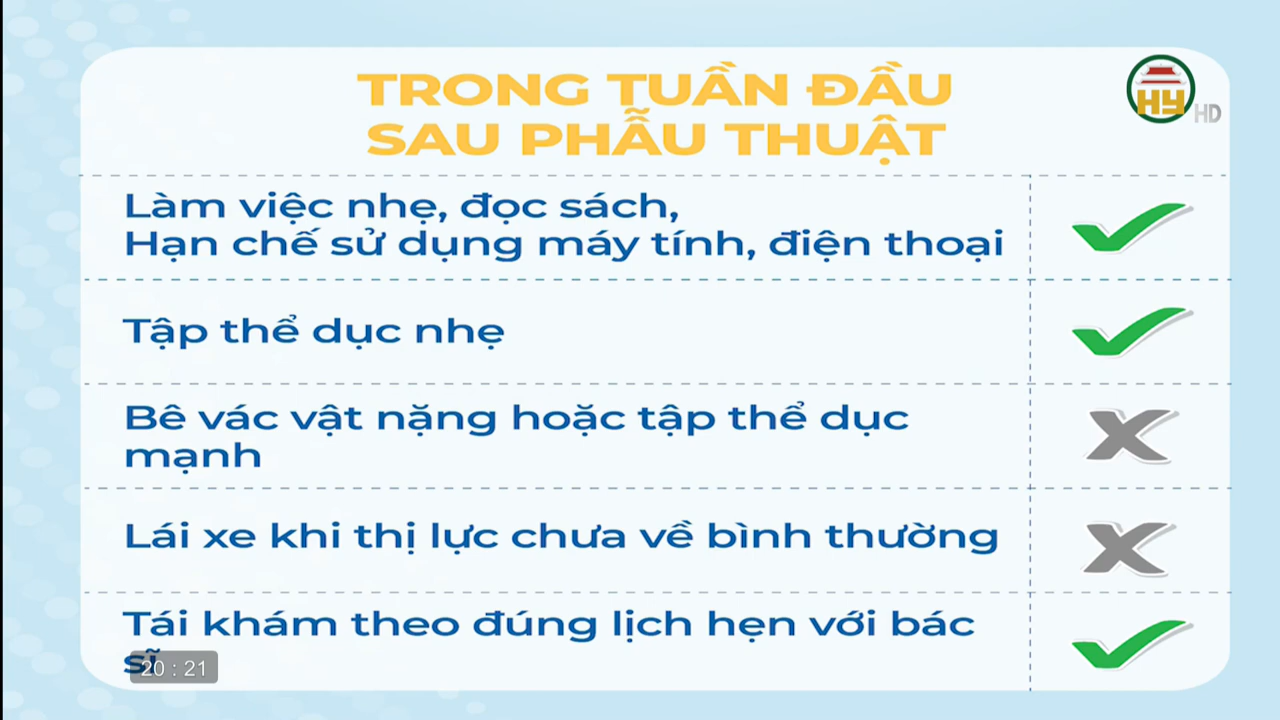 TRONG TUẦN ĐẦU
SAU PHẪU THUẬT
HY HD
Làm việc nhẹ, đọc sách,
Hạn chế sử dụng máy tính, điện thoại
Tập thể dục nhẹ
Bê vác vật nặng hoặc tập thể dục
mạnh
Lái xe khi thị lực chưa về bình thường
Tái khám theo đúng lịch hẹn với bác
sĩ
20 : 21